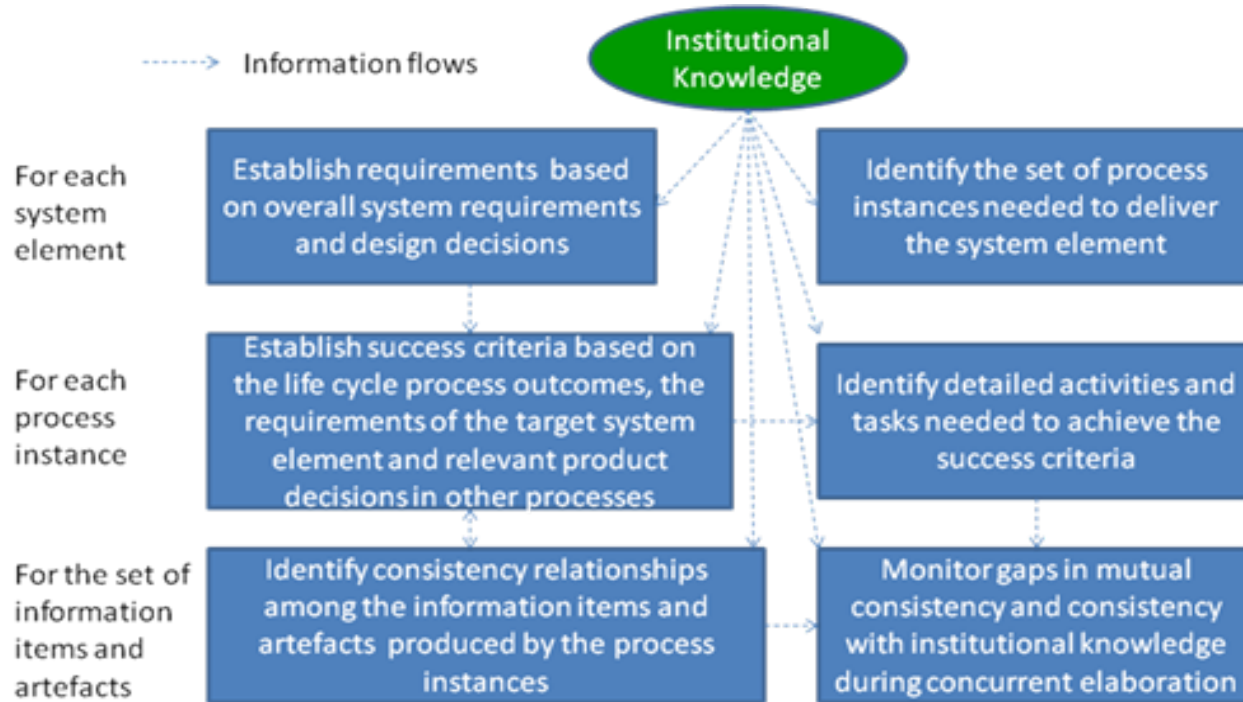 Information flows
Institutional
Knowledge
For each
system
element
Establish requirements based
on overall system requirements
and design decisions
Identify the set of process
instances needed to deliver
the system element
For each
process
instance
Establish success criteria based on
the life cycle process outcomes, the
requirements of the target system
element and relevant product
decisions in other processes
Identify detailed activities and
tasks needed to achieve the
success criteria
For the set of
information
items and
artefacts
Identify consistency relationships
among the information items and
artefacts produced by the process
instances
Monitor gaps in mutual
consistency and consistency
with institutional knowledge
during concurrent elaboration